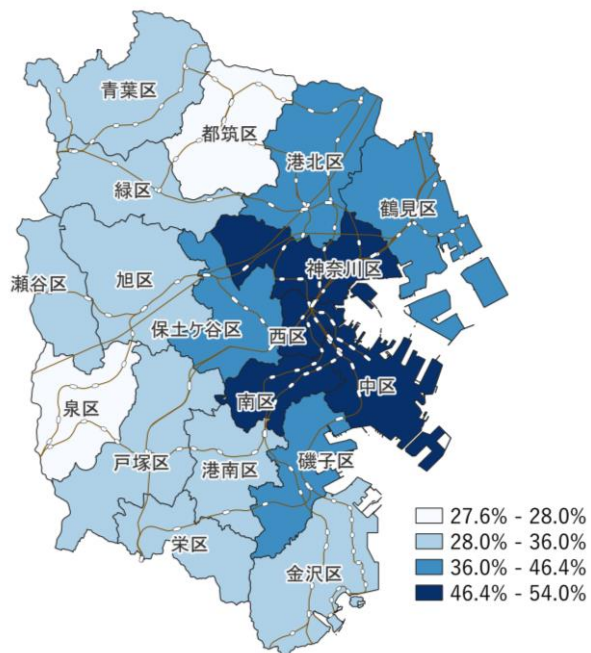 青葉区
都筑区
港北区
緑区
鶴見区
神奈川区
瀬谷区
旭区
保土ケ谷区
西区
中区
南区
泉区
戸塚区
港南区
磯子区
栄区
金沢区
27.6% - 28.0%
28.0% - 36.0%
36.0% - 46.4%
46.4% - 54.0%